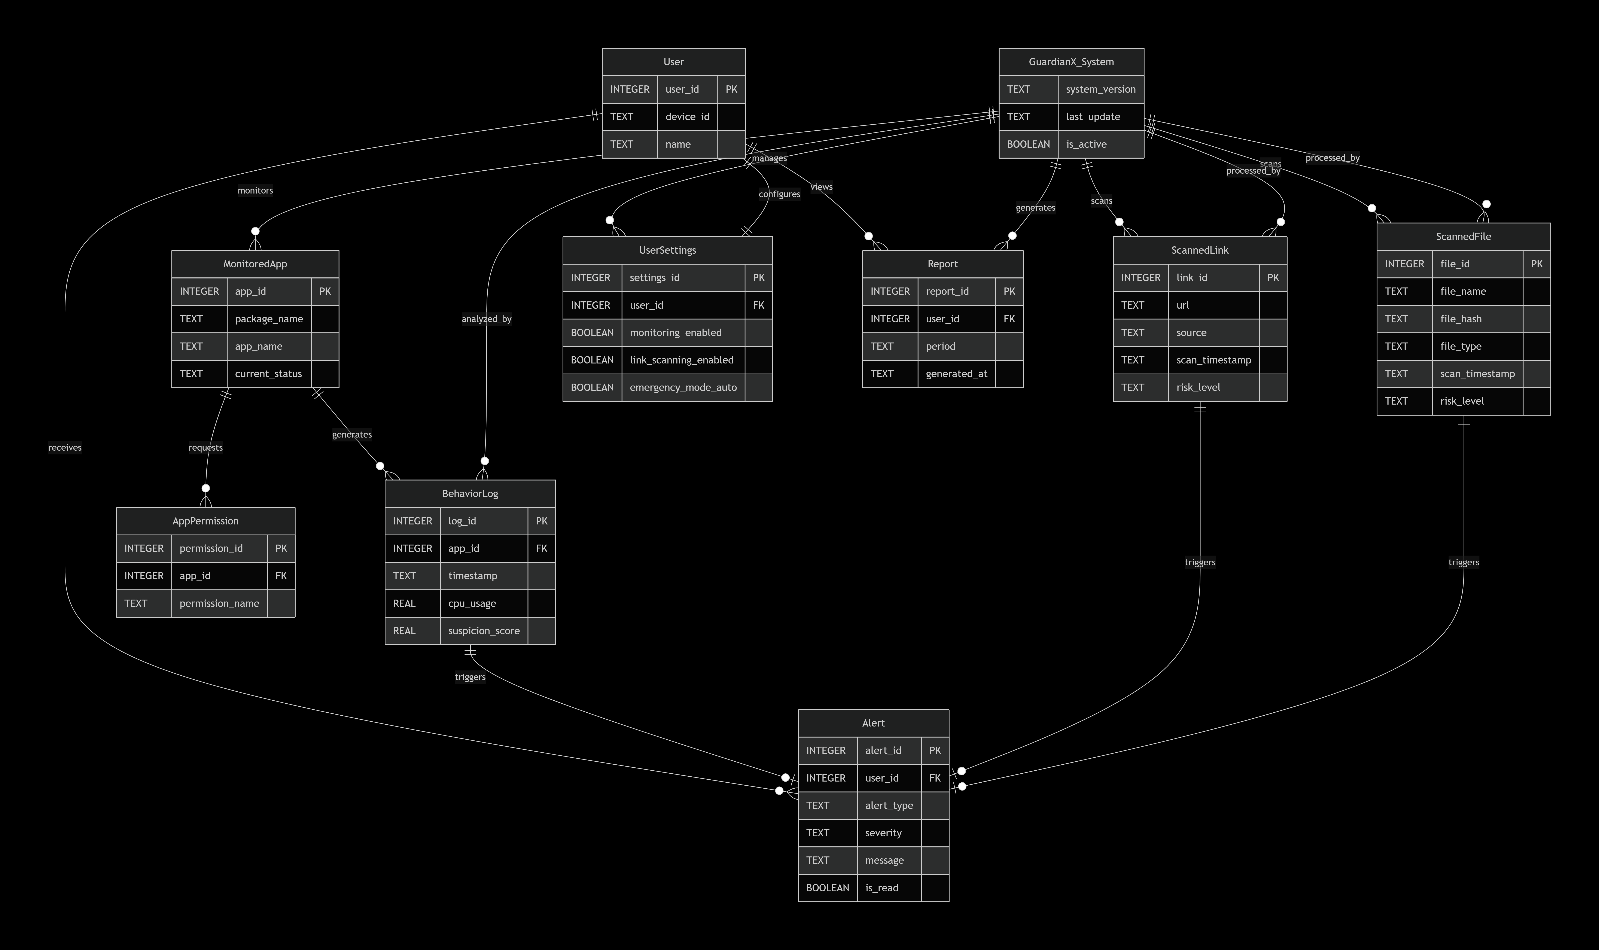 User
INTEGER user_id PK
TEXT device_id
TEXT name
GuardianX_System
TEXT system_version
TEXT last_update
BOOLEAN is_active
manages
views
configures
monitors
generates
scans
scans
processed_by
processed_by
MonitoredApp
INTEGER app_id PK
TEXT package_name
TEXT app_name
TEXT current_status
UserSettings
INTEGER settings_id PK
INTEGER user_id FK
BOOLEAN monitoring_enabled
BOOLEAN link_scanning_enabled
BOOLEAN emergency_mode_auto
Report
INTEGER report_id PK
INTEGER user_id FK
TEXT period
TEXT generated_at
ScannedLink
INTEGER link_id PK
TEXT url
TEXT source
TEXT scan_timestamp
TEXT risk_level
ScannedFile
INTEGER file_id PK
TEXT file_name
TEXT file_hash
TEXT file_type
TEXT scan_timestamp
TEXT risk_level
analyzed_by
receives
requests
generates
AppPermission
INTEGER permission_id PK
INTEGER app_id FK
TEXT permission_name
BehaviorLog
INTEGER log_id PK
INTEGER app_id FK
TEXT timestamp
REAL cpu_usage
REAL suspicion_score
triggers
triggers
triggers
Alert
INTEGER alert_id PK
INTEGER user_id FK
TEXT alert_type
TEXT severity
TEXT message
BOOLEAN is_read